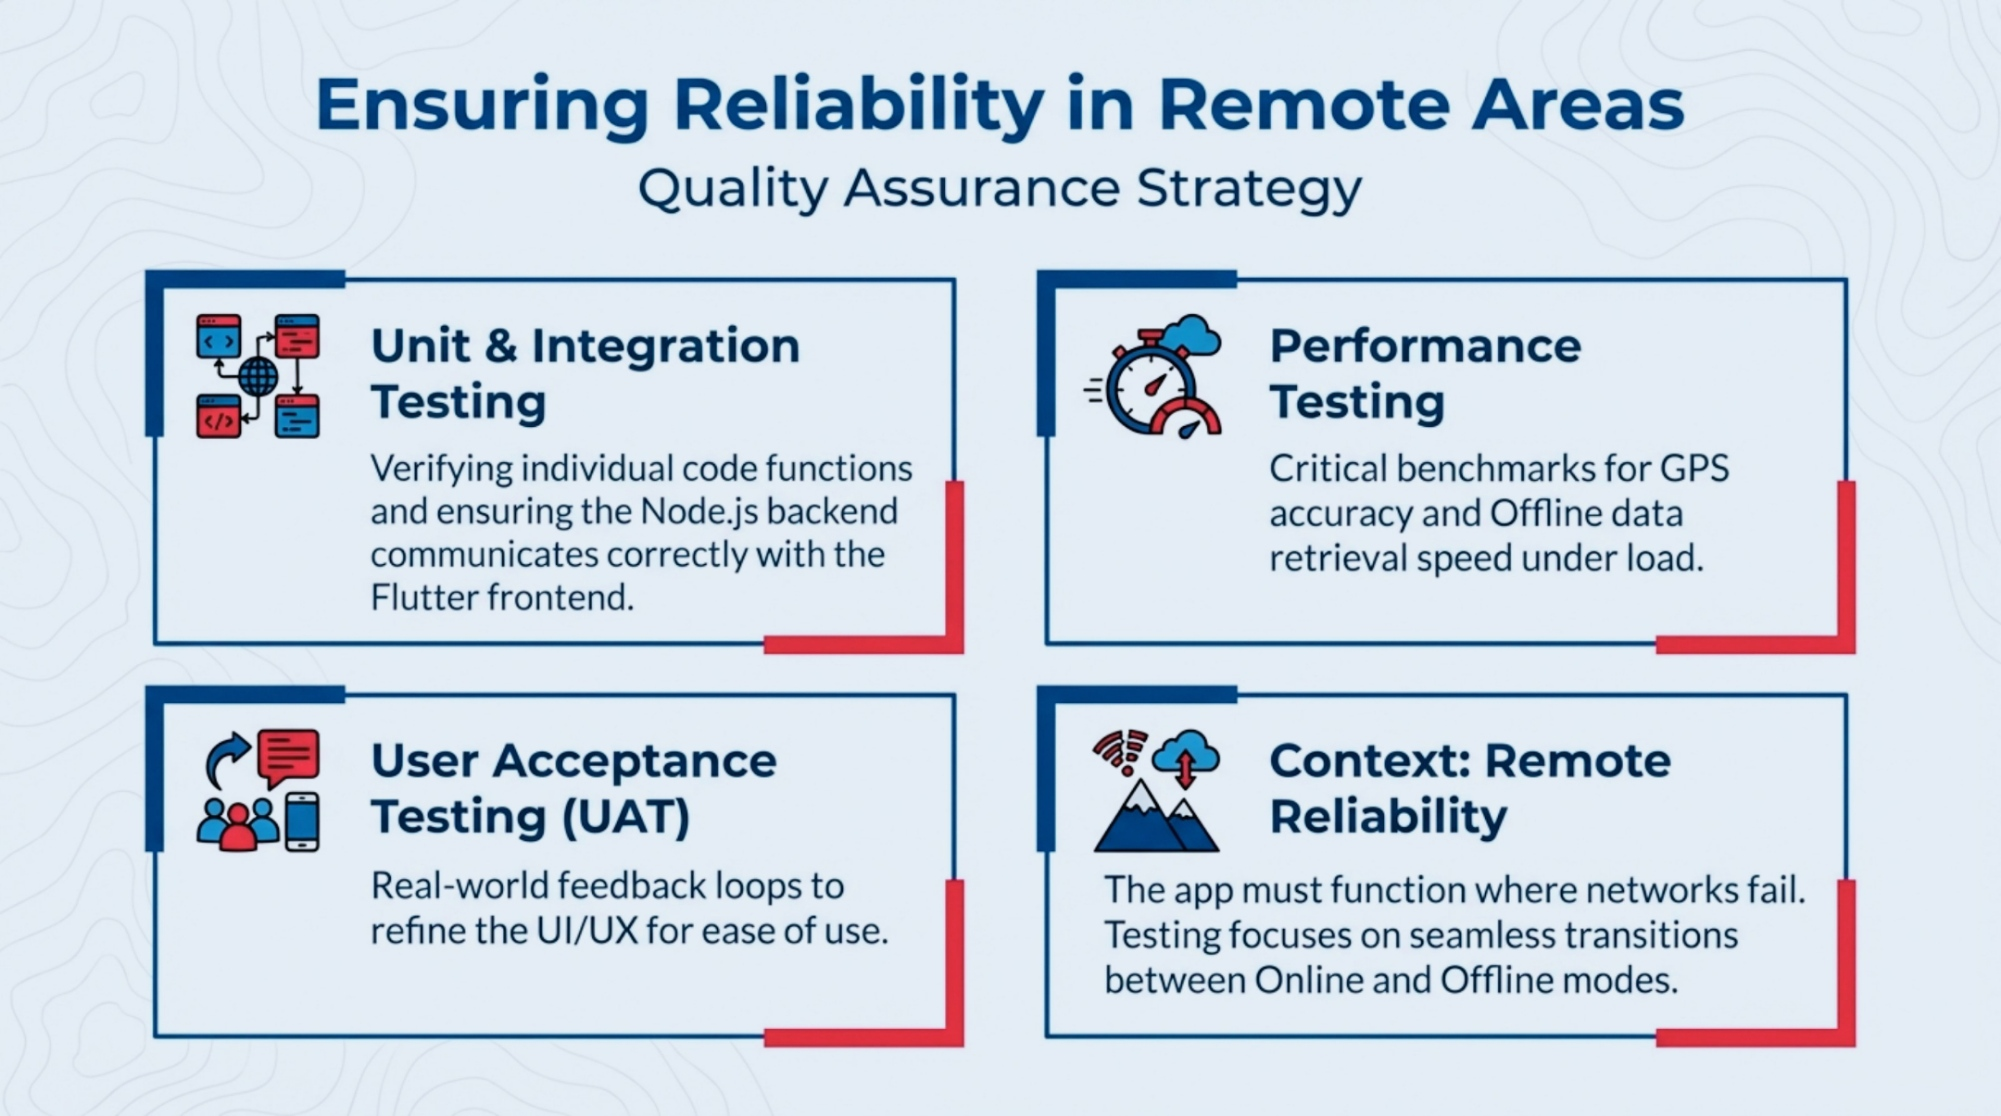 Ensuring Reliability in Remote Areas
Quality Assurance Strategy
Unit & Integration
Testing
Verifying individual code functions
and ensuring the Node.js backend
communicates correctly with the
Flutter frontend.
Performance
Testing
Critical benchmarks for GPS
accuracy and Offline data
retrieval speed under load.
User Acceptance
Testing (UAT)
Real-world feedback loops to
refine the UI/UX for ease of use.
Context: Remote
Reliability
The app must function where networks fail.
Testing focuses on seamless transitions
between Online and Offline modes.